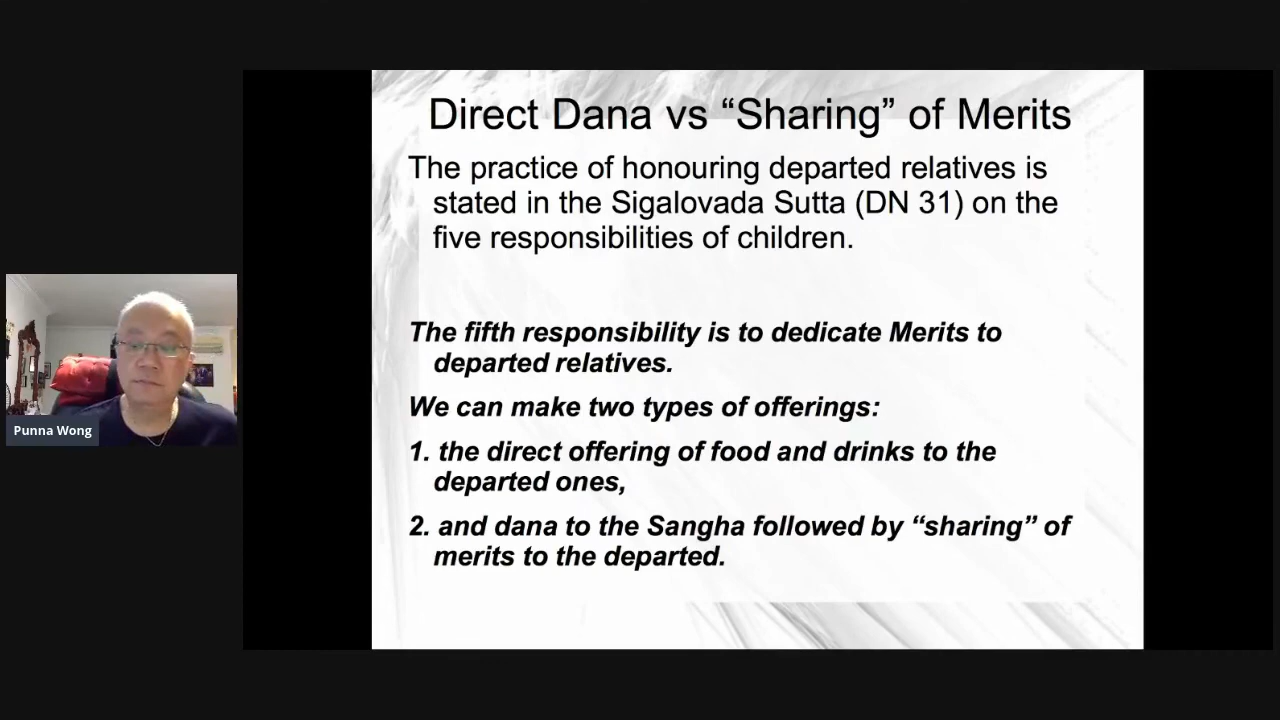 Direct Dana vs “Sharing” of Merits
The practice of honouring departed relatives is
stated in the Sigalovada Sutta (DN 31) on the
five responsibilities of children.
The fifth responsibility is to dedicate Merits to
departed relatives.
We can make two types of offerings:
1. the direct offering of food and drinks to the
departed ones,
2. and dana to the Sangha followed by “sharing” of
merits to the departed.
Punna Wong